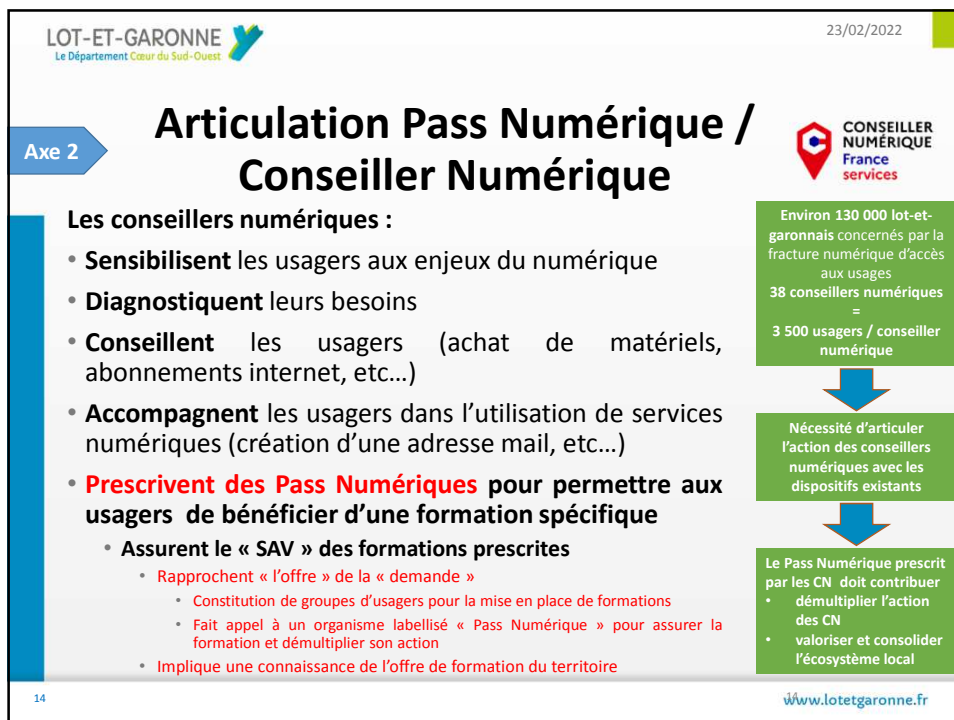 LOT-ET-GARONNE
Le Département Cœur du Sud-Ouest
23/02/2022
Axe 2
Articulation Pass Numérique /
Conseiller Numérique
CONSEILLER
NUMÉRIQUE
France
services
Les conseillers numériques :
• Sensibilisent les usagers aux enjeux du numérique
• Diagnostiquent leurs besoins
• Conseillent les usagers (achat de matériels,
abonnements internet, etc…)
• Accompagnent les usagers dans l’utilisation de services
numériques (création d’une adresse mail, etc…)
• Prescrivent des Pass Numériques pour permettre aux
usagers de bénéficier d’une formation spécifique
• Assurent le « SAV » des formations prescrites
• Rapprochent « l’offre » de la « demande »
• Constitution de groupes d’usagers pour la mise en place de formations
• Fait appel à un organisme labellisé « Pass Numérique » pour assurer la
formation et démultiplier son action
• Implique une connaissance de l’offre de formation du territoire
Environ 130 000 lot-et-
garonnais concernés par la
fracture numérique d’accès
aux usages
38 conseillers numériques
=
3 500 usagers / conseiller
numérique
Nécessité d’articuler
l’action des conseillers
numériques avec les
dispositifs existants
Le Pass Numérique prescrit
par les CN doit contribuer
• démultiplier l’action
des CN
• valoriser et consolider
l’écosystème local
14
14
www.lotetgaronne.fr